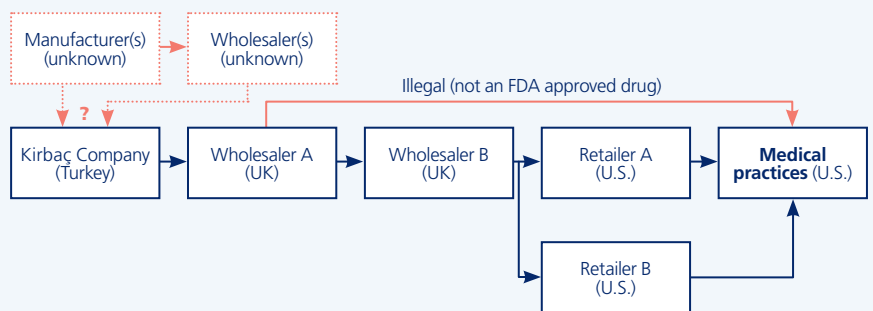 Manufacturer(s)
(unknown)
Wholesaler(s)
(unknown)
Illegal (not an FDA approved drug)
?
Kirbaç Company
(Turkey)
Wholesaler A
(UK)
Wholesaler B
(UK)
Retailer A
(U.S.)
Medical
practices (U.S.)
Retailer B
(U.S.)